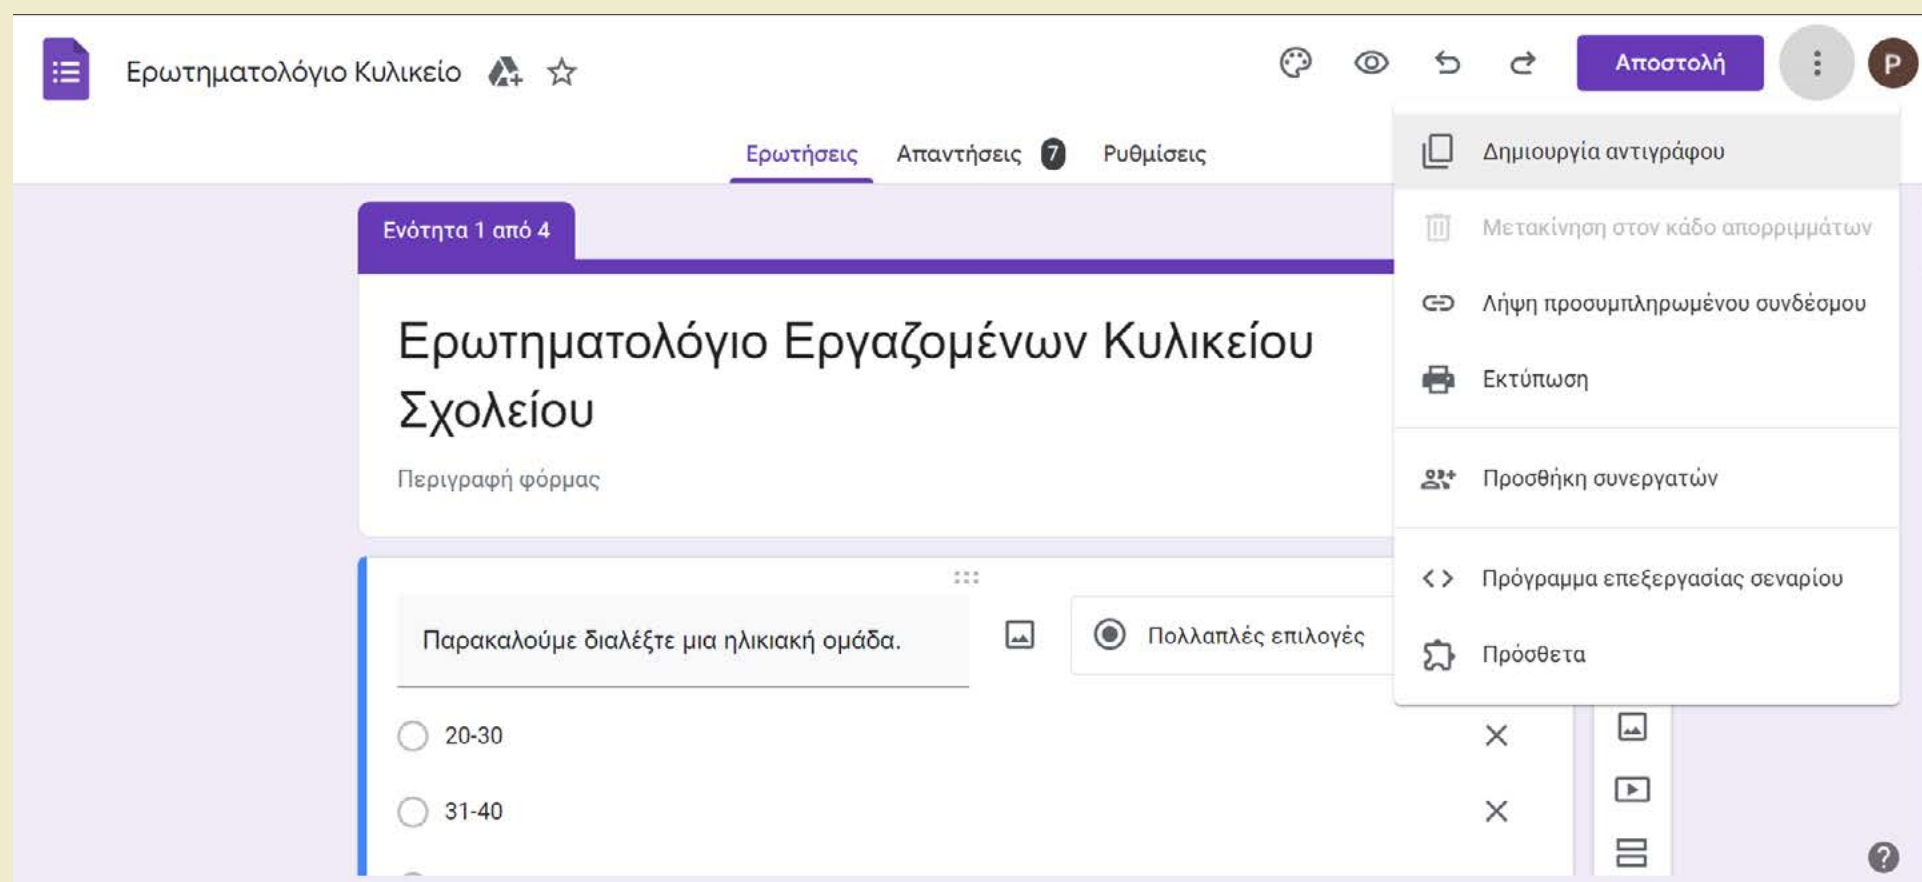 Ερωτηματολόγιο Κυλικείο
Αποστολή
P
Ερωτήσεις Απαντήσεις 7 Ρυθμίσεις
Ενότητα 1 από 4
Ερωτηματολόγιο Εργαζομένων Κυλικείου
Σχολείου
Περιγραφή φόρμας
Παρακαλούμε διαλέξτε μια ηλικιακή ομάδα.
Πολλαπλές επιλογές
20-30
31-40
Δημιουργία αντιγράφου
Μετακίνηση στον κάδο απορριμμάτων
Λήψη προσυμπληρωμένου συνδέσμου
Εκτύπωση
Προσθήκη συνεργατών
Πρόγραμμα επεξεργασίας σεναρίου
Πρόσθετα